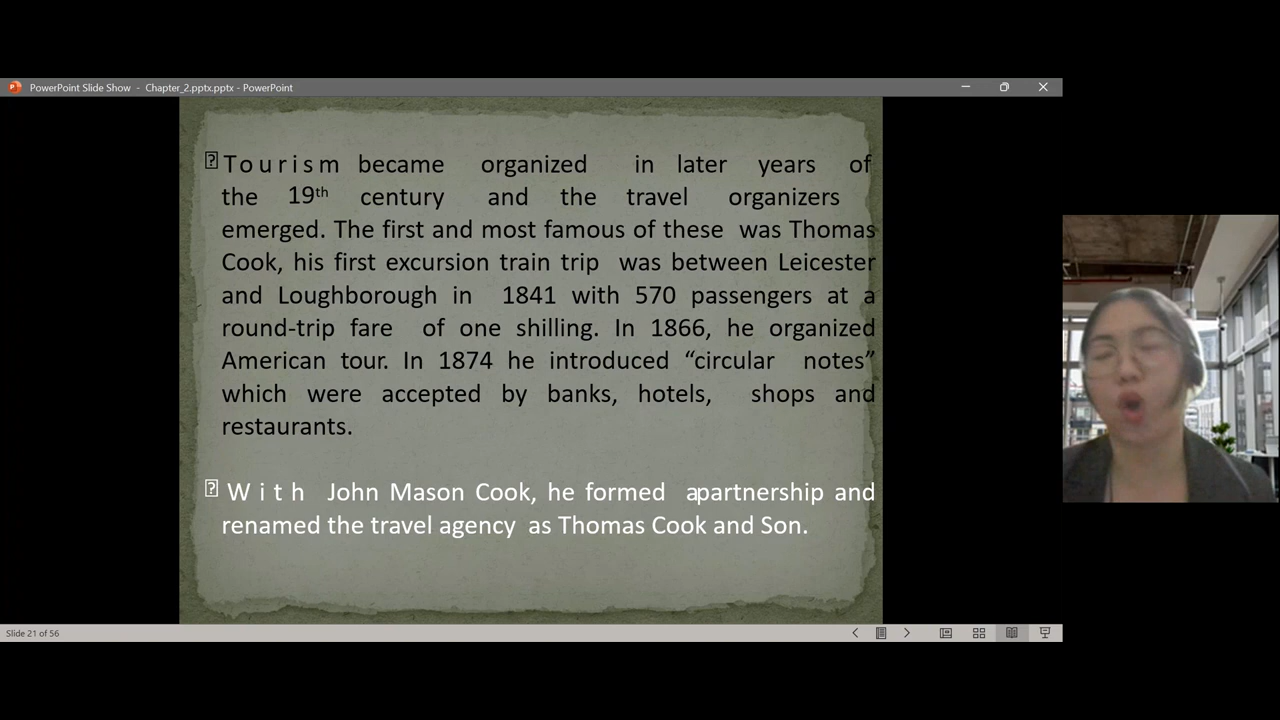 PowerPoint Slide Show - Chapter_2.pptx.pptx - PowerPoint
Tourism became organized in later years of
the 19th century and the travel organizers
emerged. The first and most famous of these was Thomas
Cook, his first excursion train trip was between Leicester
and Loughborough in 1841 with 570 passengers at a
round-trip fare of one shilling. In 1866, he organized
American tour. In 1874 he introduced “circular notes”
which were accepted by banks, hotels, shops and
restaurants.
With John Mason Cook, he formed apartnership and
renamed the travel agency as Thomas Cook and Son.
Slide 21 of 56